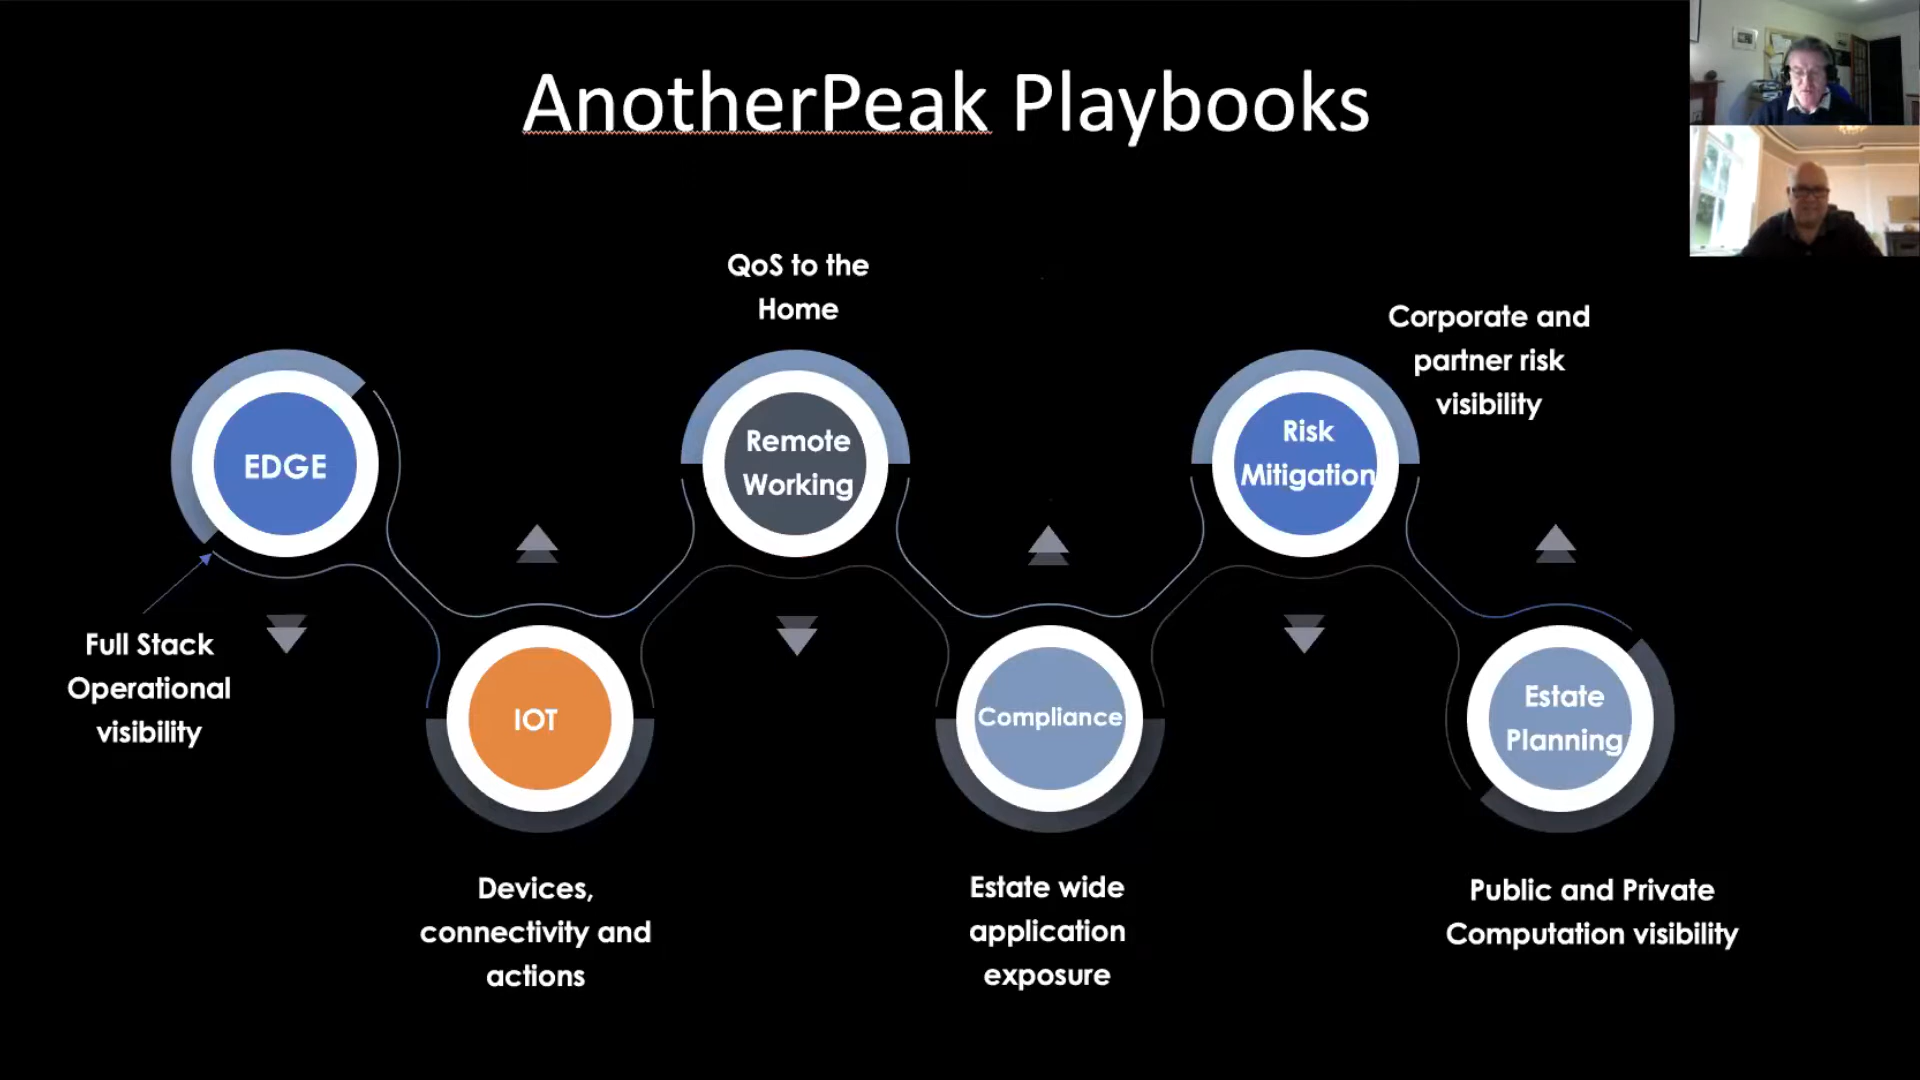 AnotherPeak Playbooks
EDGE
Full Stack
Operational
visibility
IOT
Devices,
connectivity and
actions
QoS to the
Home
Remote
Working
Compliance
Estate wide
application
exposure
Risk
Mitigation
Corporate and
partner risk
visibility
Estate
Planning
Public and Private
Computation visibility